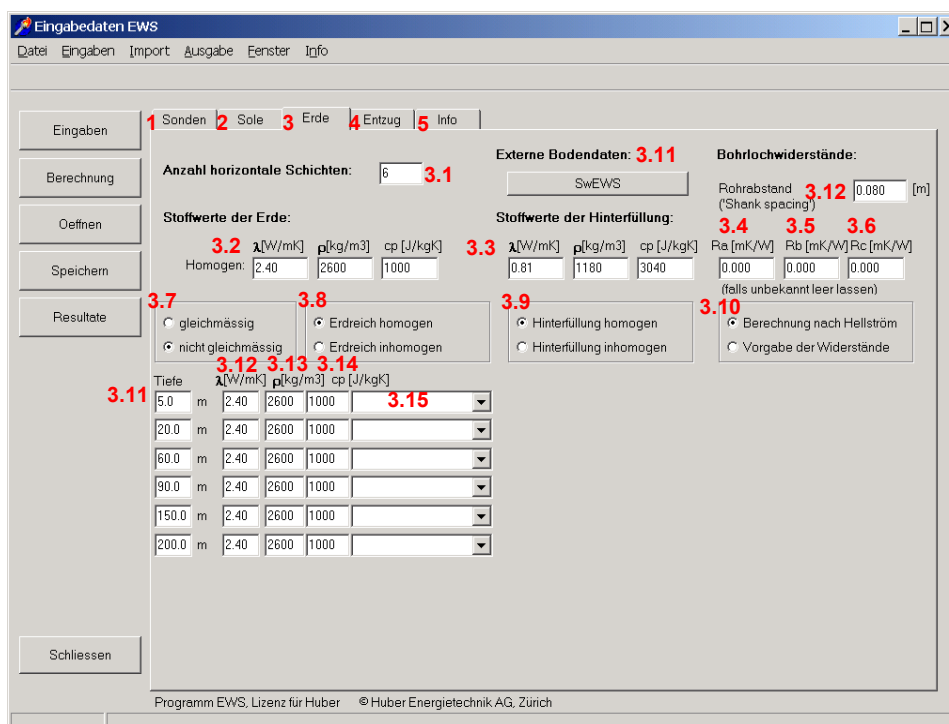 Eingabedaten EWS
Datei Eingaben Import Ausgabe Fenster Info
Eingaben
Berechnung
Oeffnen
Speichern
Resultate
Schliessen
1 Sonden 2 Sole 3 Erde 4 Entzug 5 Info
Anzahl horizontale Schichten: 6 3.1
Externe Bodendaten: 3.11
SwEWS
Bohrlochwiderstände:
Rohrabstand 3.12 0.080 [m]
('Shank spacing')
Stoffwerte der Erde:
3.2 λ[W/mK] ρ[kg/m3] cp [J/kgK]
Homogen: 2.40 2600 1000
Stoffwerte der Hinterfüllung:
3.3 λ[W/mK] ρ[kg/m3] cp [J/kgK]
0.81 1180 3040
3.4 3.5 3.6
Ra [mK/W] Rb [mK/W] Rc [mK/W]
0.000 0.000 0.000
(falls unbekannt leer lassen)
3.7
gleichmässig
nicht gleichmässig
3.8
Erdreich homogen
Erdreich inhomogen
3.9
Hinterfüllung homogen
Hinterfüllung inhomogen
3.10
Berechnung nach Hellström
Vorgabe der Widerstände
3.12 3.13 3.14
Tiefe λ[W/mK] ρ[kg/m3] cp [J/kgK]
3.11 5.0 m 2.40 2600 1000 3.15
20.0 m 2.40 2600 1000
60.0 m 2.40 2600 1000
90.0 m 2.40 2600 1000
150.0 m 2.40 2600 1000
200.0 m 2.40 2600 1000
Programm EWS, Lizenz für Huber © Huber Energietechnik AG, Zürich